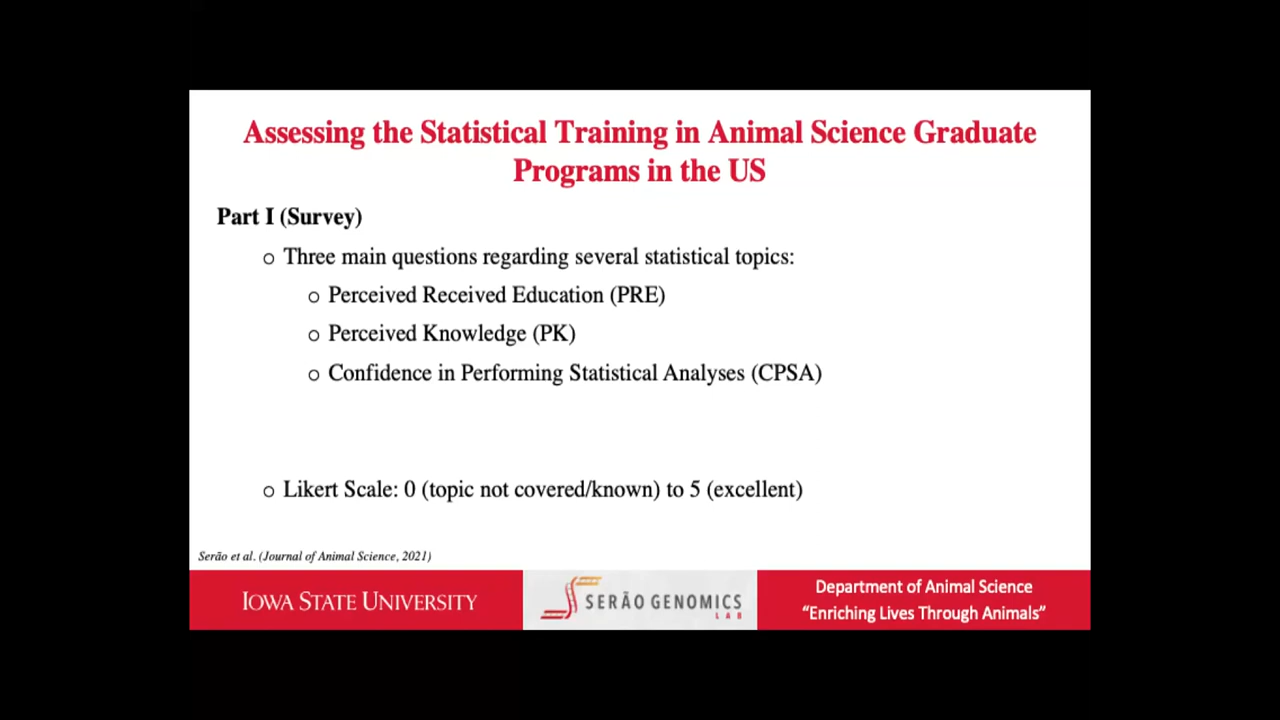 Assessing the Statistical Training in Animal Science Graduate
Programs in the US
Part I (Survey)
o Three main questions regarding several statistical topics:
o Perceived Received Education (PRE)
o Perceived Knowledge (PK)
o Confidence in Performing Statistical Analyses (CPSA)
o Likert Scale: 0 (topic not covered/known) to 5 (excellent)
Serão et al. (Journal of Animal Science, 2021)
IOWA STATE UNIVERSITY
SERÃO GENOMICS
LAB
Department of Animal Science
“Enriching Lives Through Animals”